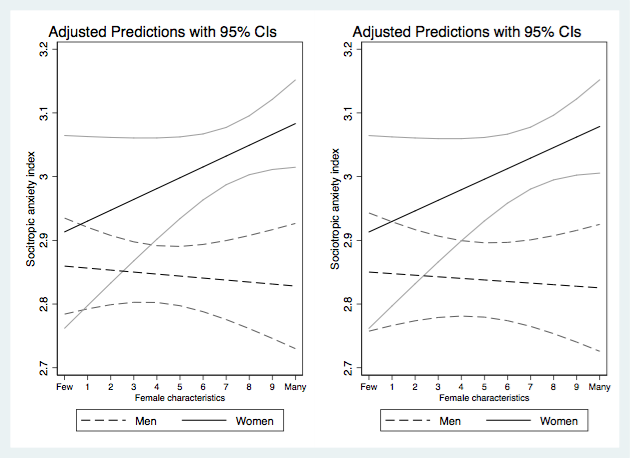 Adjusted Predictions with 95% CIs
3.2
3.1
3
2.9
2.8
2.7
Socitropic anxiety index
Few 1 2 3 4 5 6 7 8 9 Many
Female characteristics
Men Women
Adjusted Predictions with 95% CIs
3.2
3.1
3
2.9
2.8
2.7
Sociotropic anxiety index
Few 1 2 3 4 5 6 7 8 9 Many
Female characteristics
Men Women